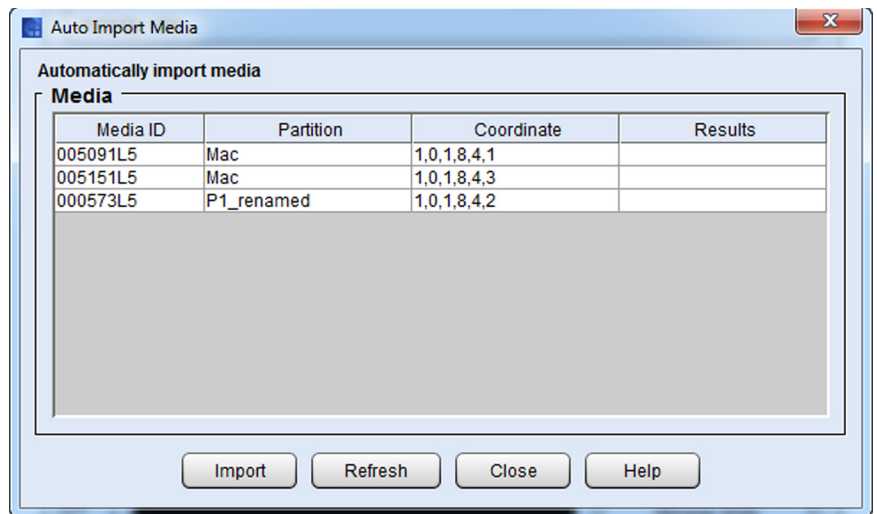 Auto Import Media
Automatically import media
Media
Media ID Partition Coordinate Results
005091L5 Mac 1,0,1,8,4,1
005151L5 Mac 1,0,1,8,4,3
000573L5 P1_renamed 1,0,1,8,4,2
Import Refresh Close Help